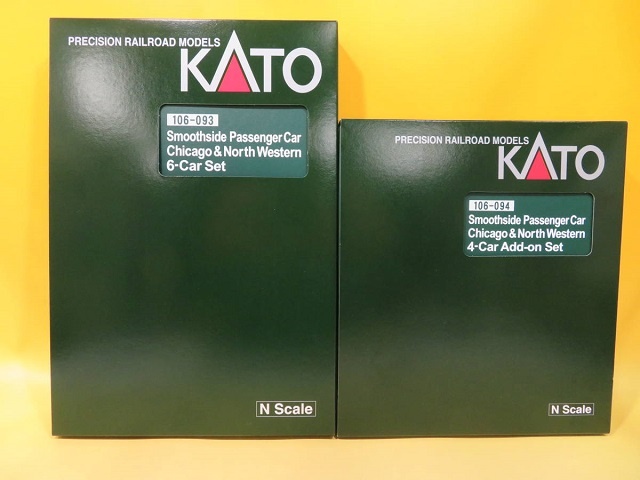 PRECISION RAILROAD MODELS
KATO
106-093
Smoothside Passenger Car
Chicago & North Western
6-Car Set
N Scale
PRECISION RAILROAD MODELS
KATO
106-094
Smoothside Passenger Car
Chicago & North Western
4-Car Add-on Set
N Scale